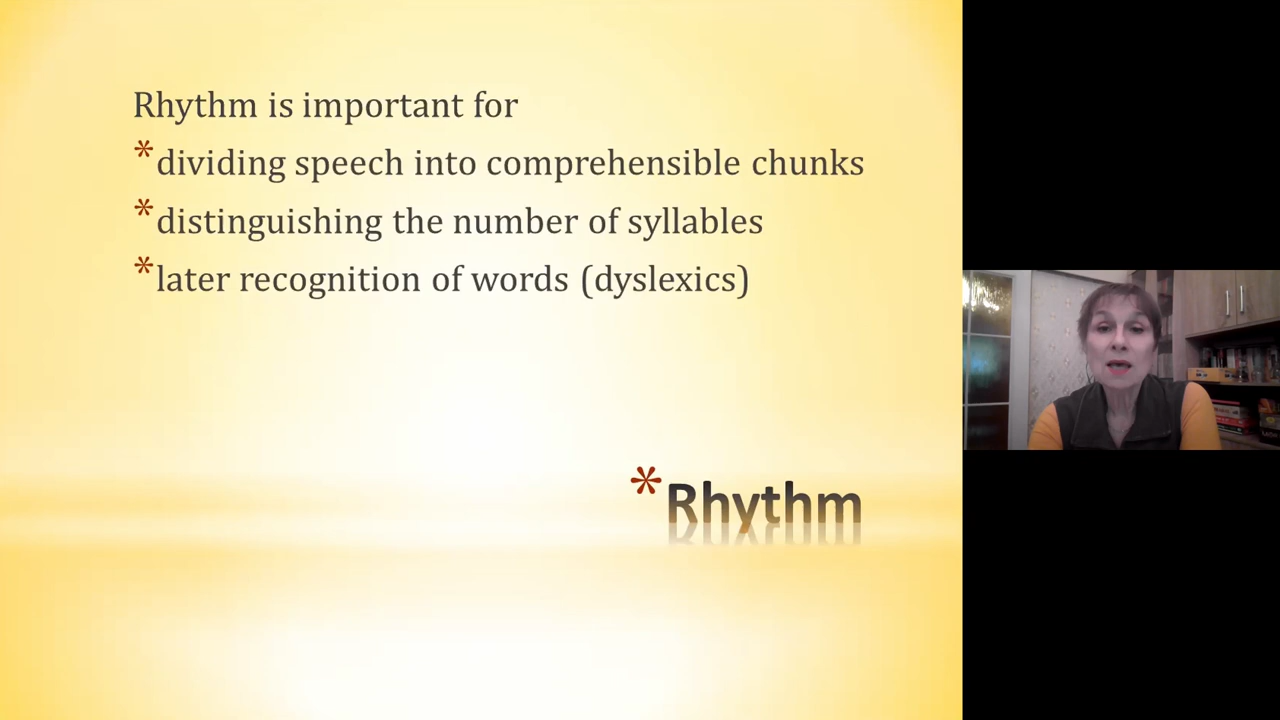 Rhythm is important for
*dividing speech into comprehensible chunks
*distinguishing the number of syllables
*later recognition of words (dyslexics)
*Rhythm